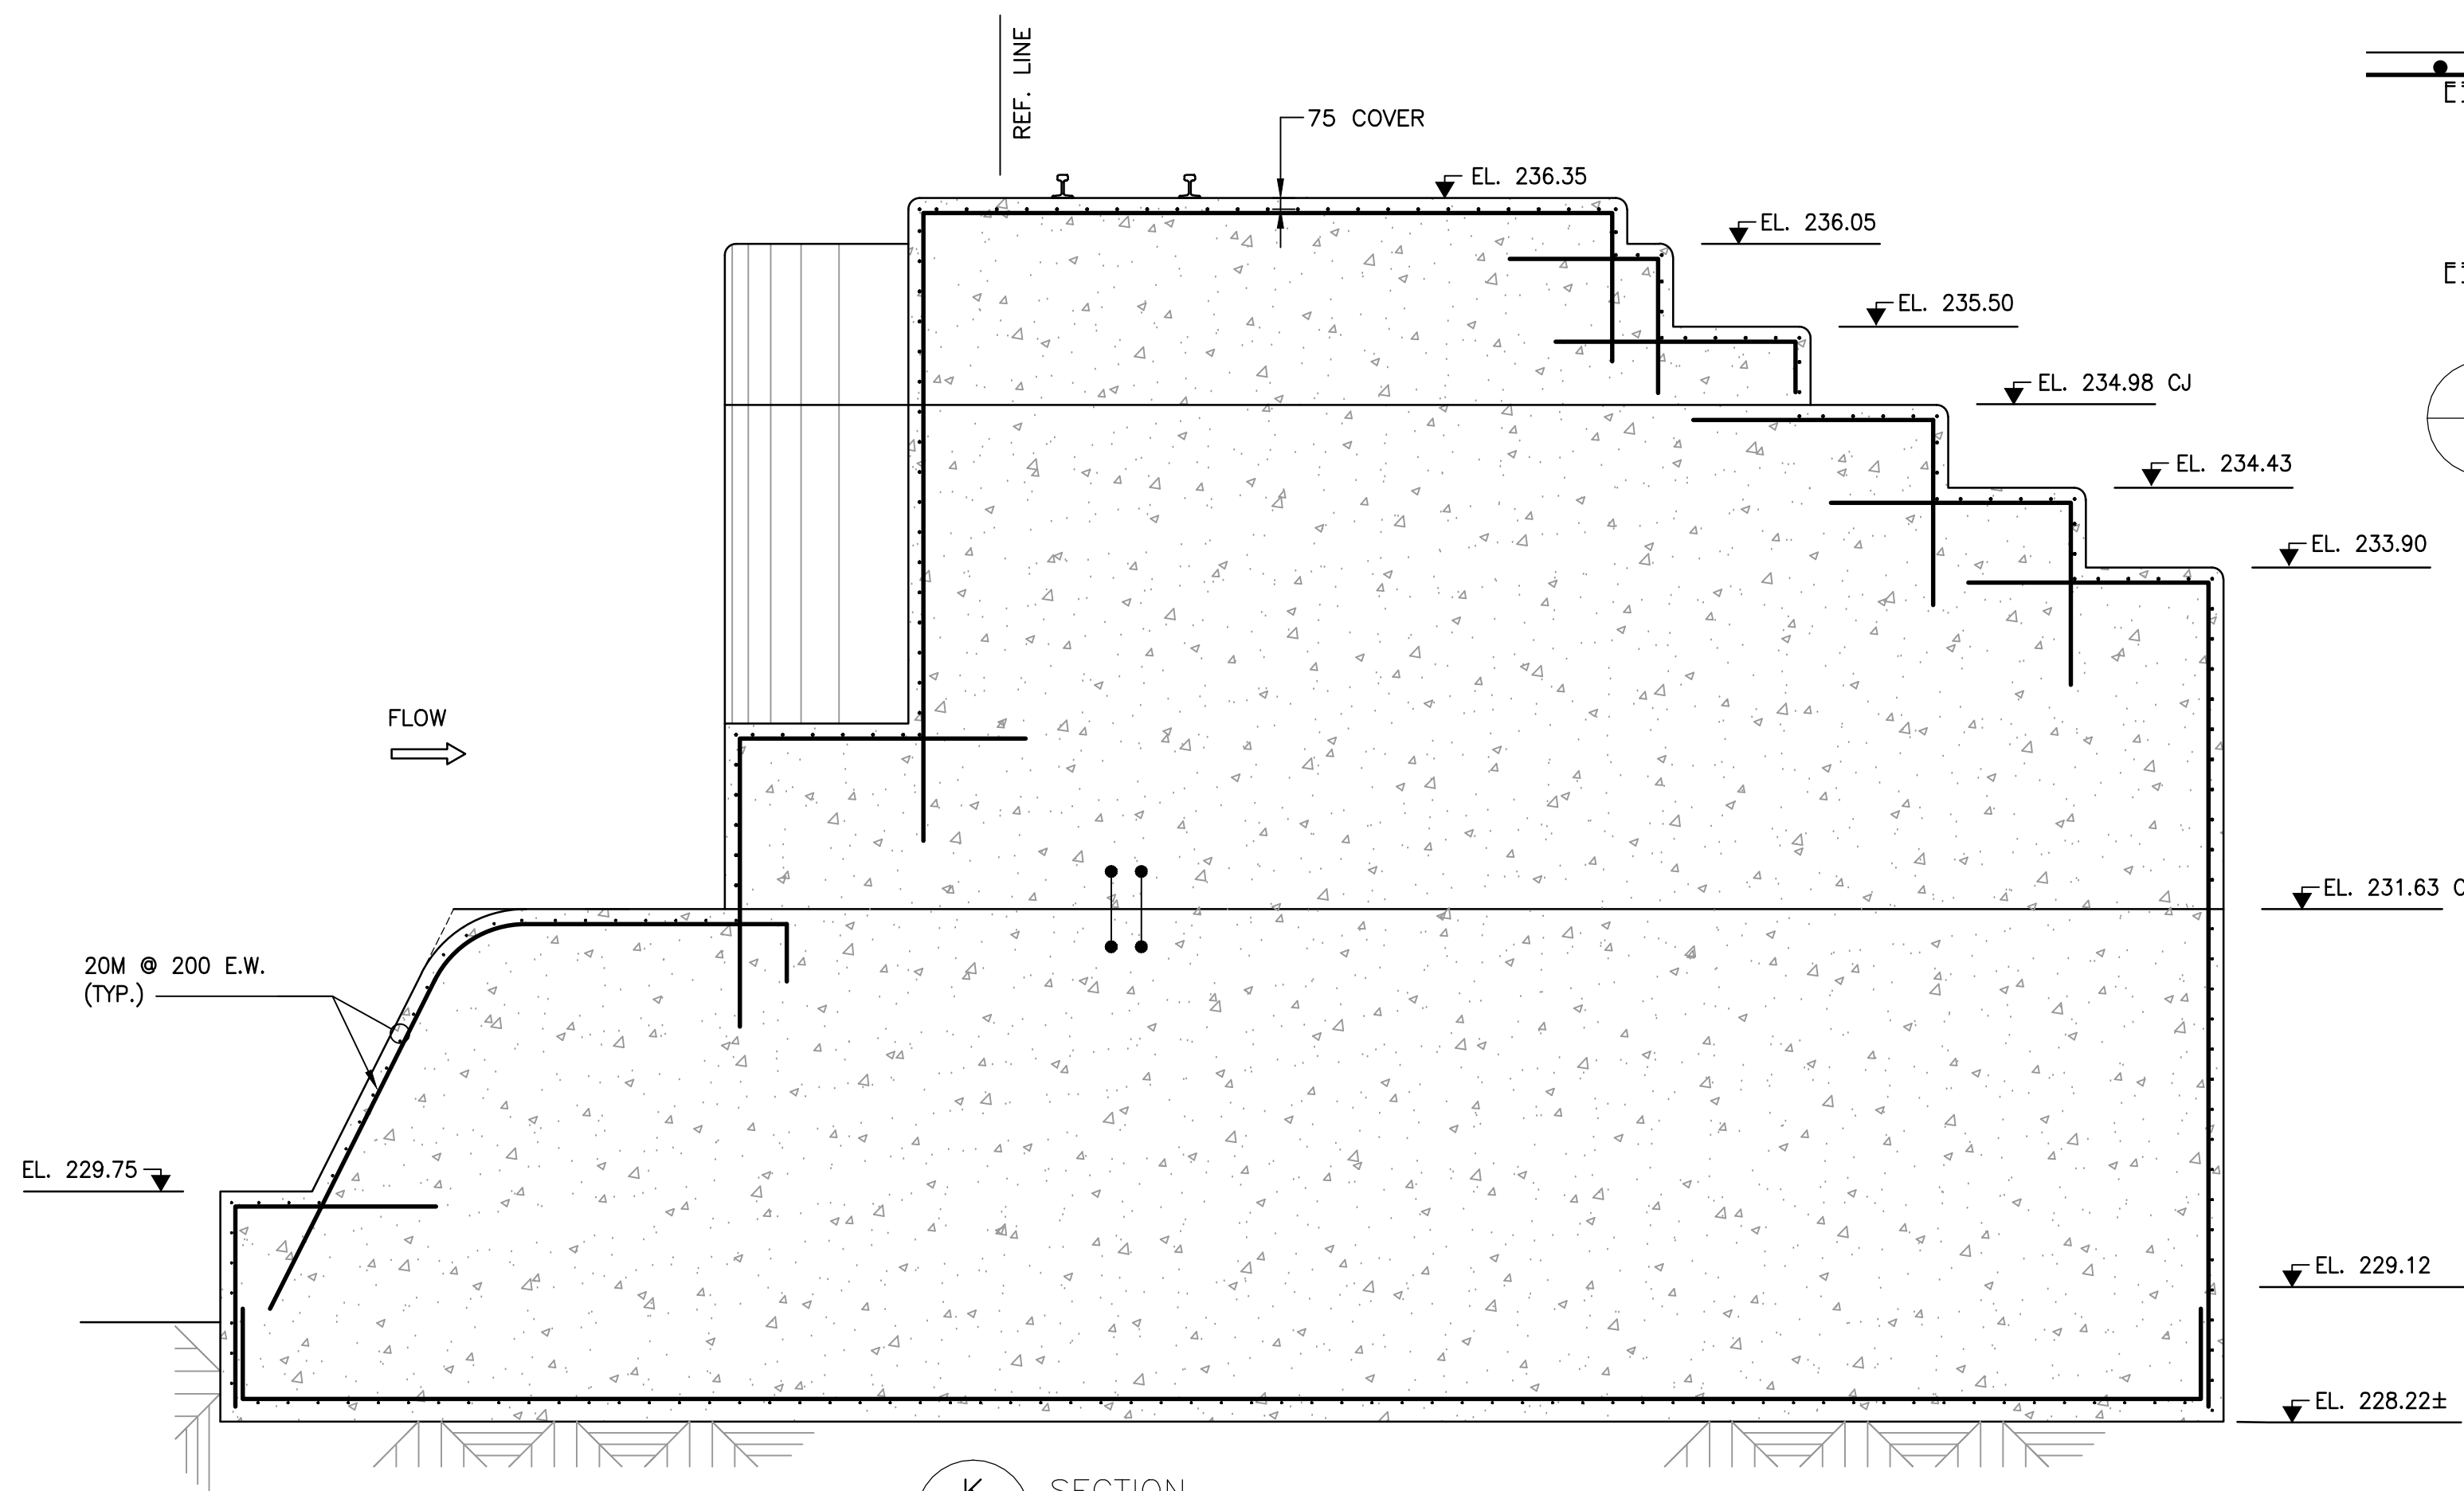 REF. LINE
75 COVER
EL. 236.35
EL. 236.05
EL. 235.50
EL. 234.98 CJ
EL. 234.43
EL. 233.90
FLOW
EL. 231.63
20M @ 200 E.W.
(TYP.)
EL. 229.75
EL. 229.12
EL. 228.22±
K
SECTION